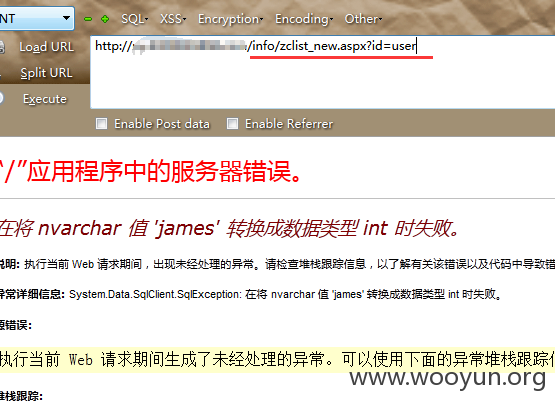 NT SQL- XSS- Encryption- Encoding- Other-
Load URL
Split URL
Execute
http:// /info/zclist_new.aspx?id=user
Enable Post data Enable Referrer
“/”应用程序中的服务器错误。
在将 nvarchar 值 'james' 转换成数据类型 int 时失败。
说明: 执行当前 Web 请求期间，出现未经处理的异常。请检查堆栈跟踪信息，以了解有关该错误以及代码中导致错
异常详细信息: System.Data.SqlClient.SqlException: 在将 nvarchar 值 'james' 转换成数据类型 int 时失败。
源错误:
执行当前 Web 请求期间生成了未经处理的异常。可以使用下面的异常堆栈跟踪信
www.wooyun.org
堆栈跟踪: